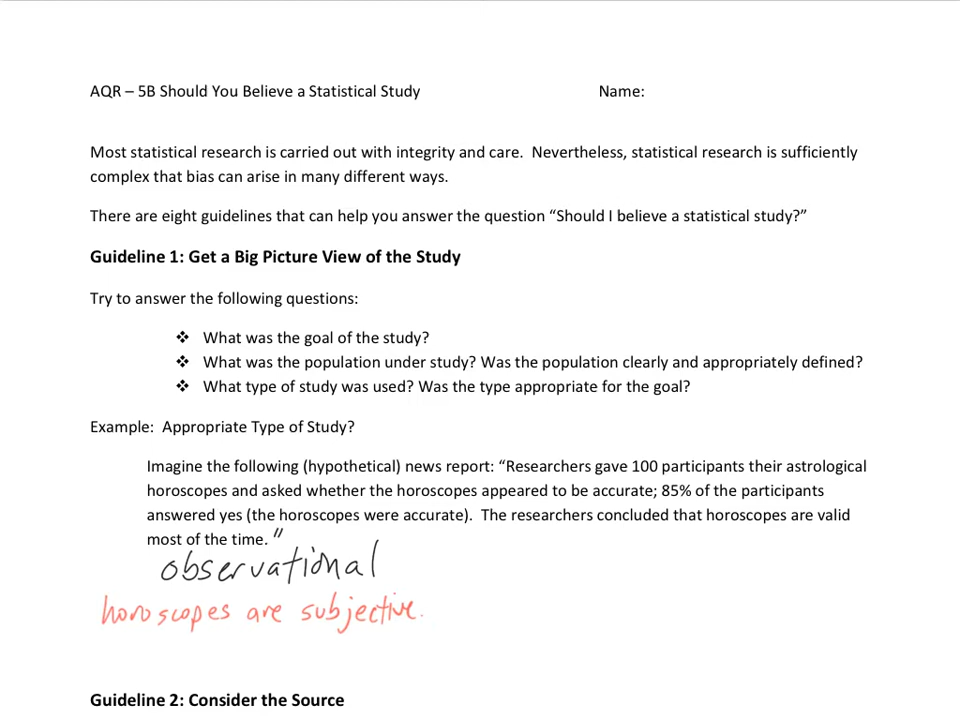 AQR – 5B Should You Believe a Statistical Study Name:
Most statistical research is carried out with integrity and care. Nevertheless, statistical research is sufficiently
complex that bias can arise in many different ways.
There are eight guidelines that can help you answer the question “Should I believe a statistical study?”
Guideline 1: Get a Big Picture View of the Study
Try to answer the following questions:
❖ What was the goal of the study?
❖ What was the population under study? Was the population clearly and appropriately defined?
❖ What type of study was used? Was the type appropriate for the goal?
Example: Appropriate Type of Study?
Imagine the following (hypothetical) news report: “Researchers gave 100 participants their astrological
horoscopes and asked whether the horoscopes appeared to be accurate; 85% of the participants
answered yes (the horoscopes were accurate). The researchers concluded that horoscopes are valid
most of the time. ”
observational
horoscopes are subjective.
Guideline 2: Consider the Source